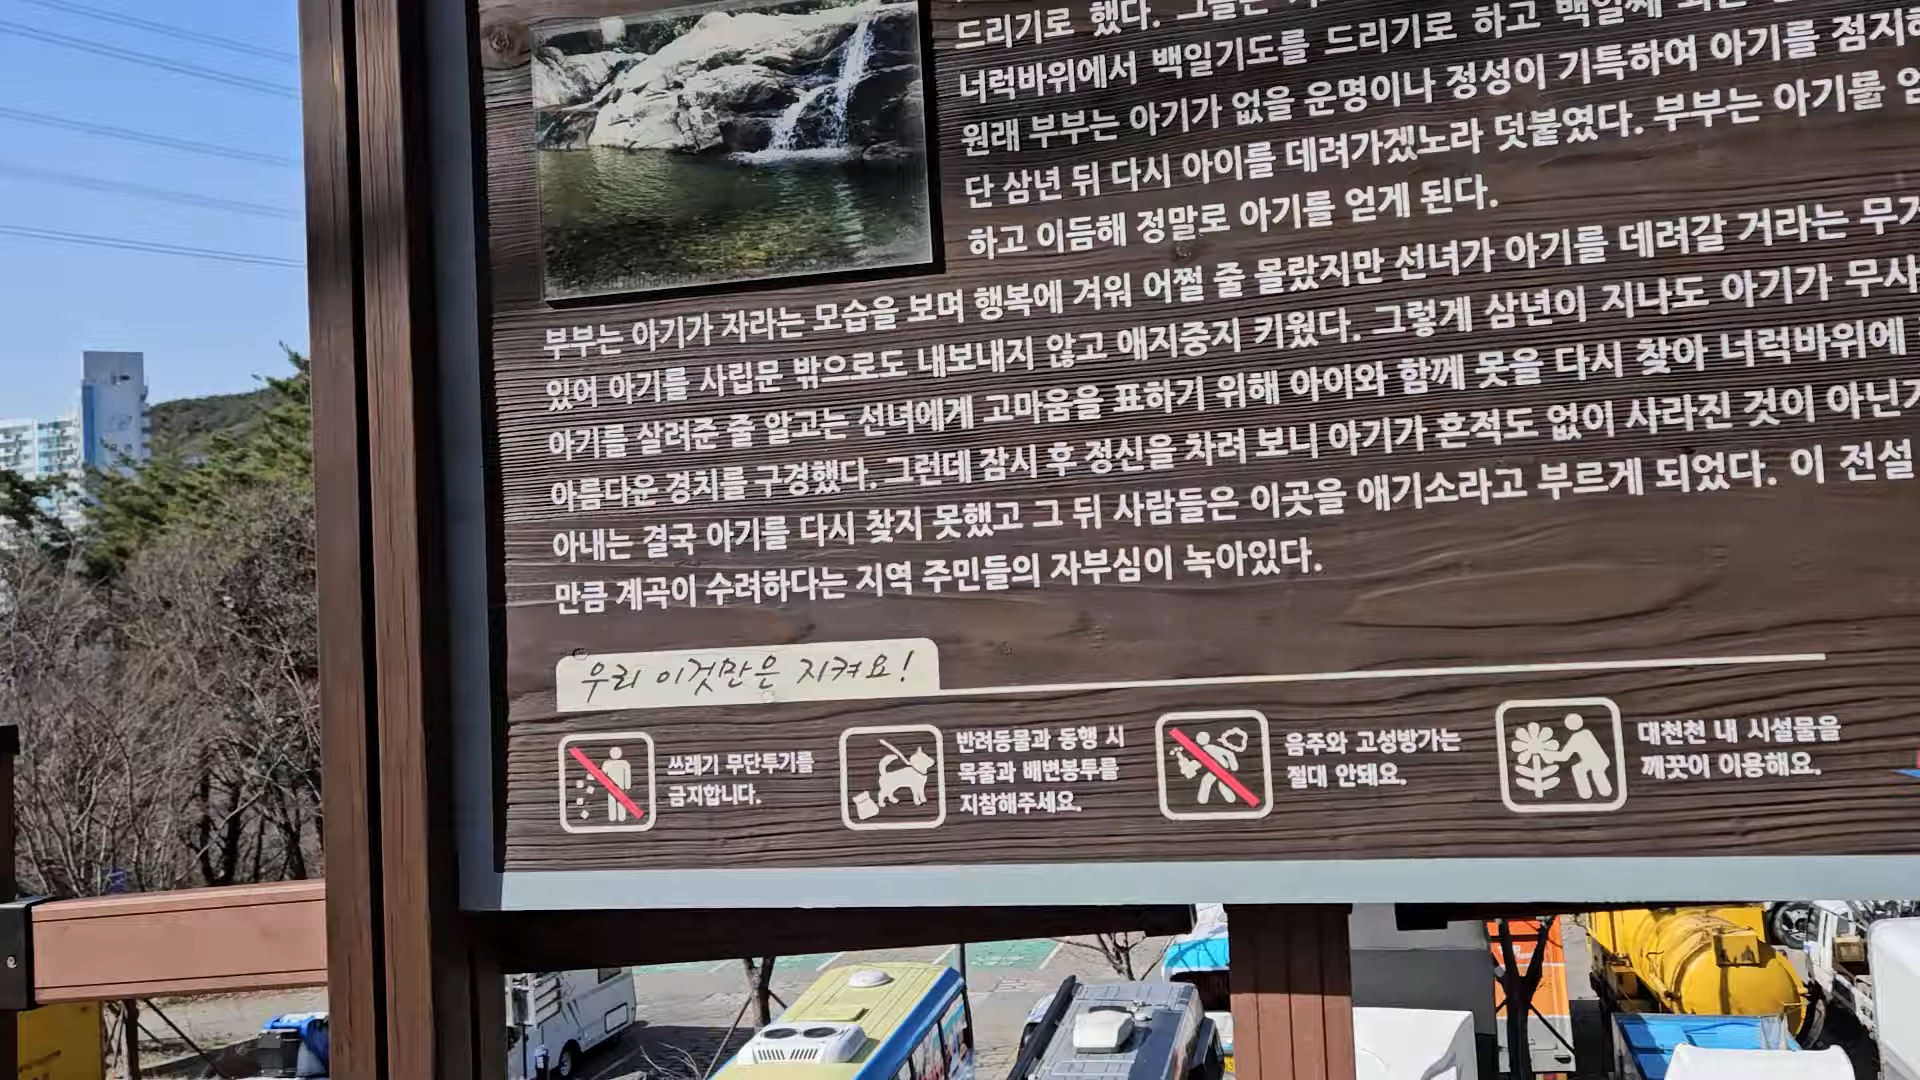 드리기로 했다. 그들은
너럭바위에서 백일기도를 드리기로 하고 백일째
원래 부부는 아기가 없을 운명이나 정성이 기특하여 아기를 점지해
단 삼년 뒤 다시 아이를 데려가겠노라 덧붙였다. 부부는 아기를
하고 이듬해 정말로 아기를 얻게 된다.
부부는 아기가 자라는 모습을 보며 행복에 겨워 어쩔 줄 몰랐지만 선녀가 아기를 데려갈 거라는
있어 아기를 사립문 밖으로도 내보내지 않고 애지중지 키웠다. 그렇게 삼년이 지나도 아기가 무사
아기를 살려준 줄 알고는 선녀에게 고마움을 표하기 위해 아이와 함께 못을 다시 찾아 너럭바위에
아름다운 경치를 구경했다. 그런데 잠시 후 정신을 차려 보니 아기가 흔적도 없이 사라진 것이 아닌가
아내는 결국 아기를 다시 찾지 못했고 그 뒤 사람들은 이곳을 애기소라고 부르게 되었다. 이 전설
만큼 계곡이 수려하다는 지역 주민들의 자부심이 녹아있다.
우리 이것만은 지켜요!
쓰레기 무단투기를
금지합니다.
반려동물과 동행 시
목줄과 배변봉투를
지참해주세요.
음주와 고성방가는
절대 안돼요.
대천천 내 시설물을
깨끗이 이용해요.